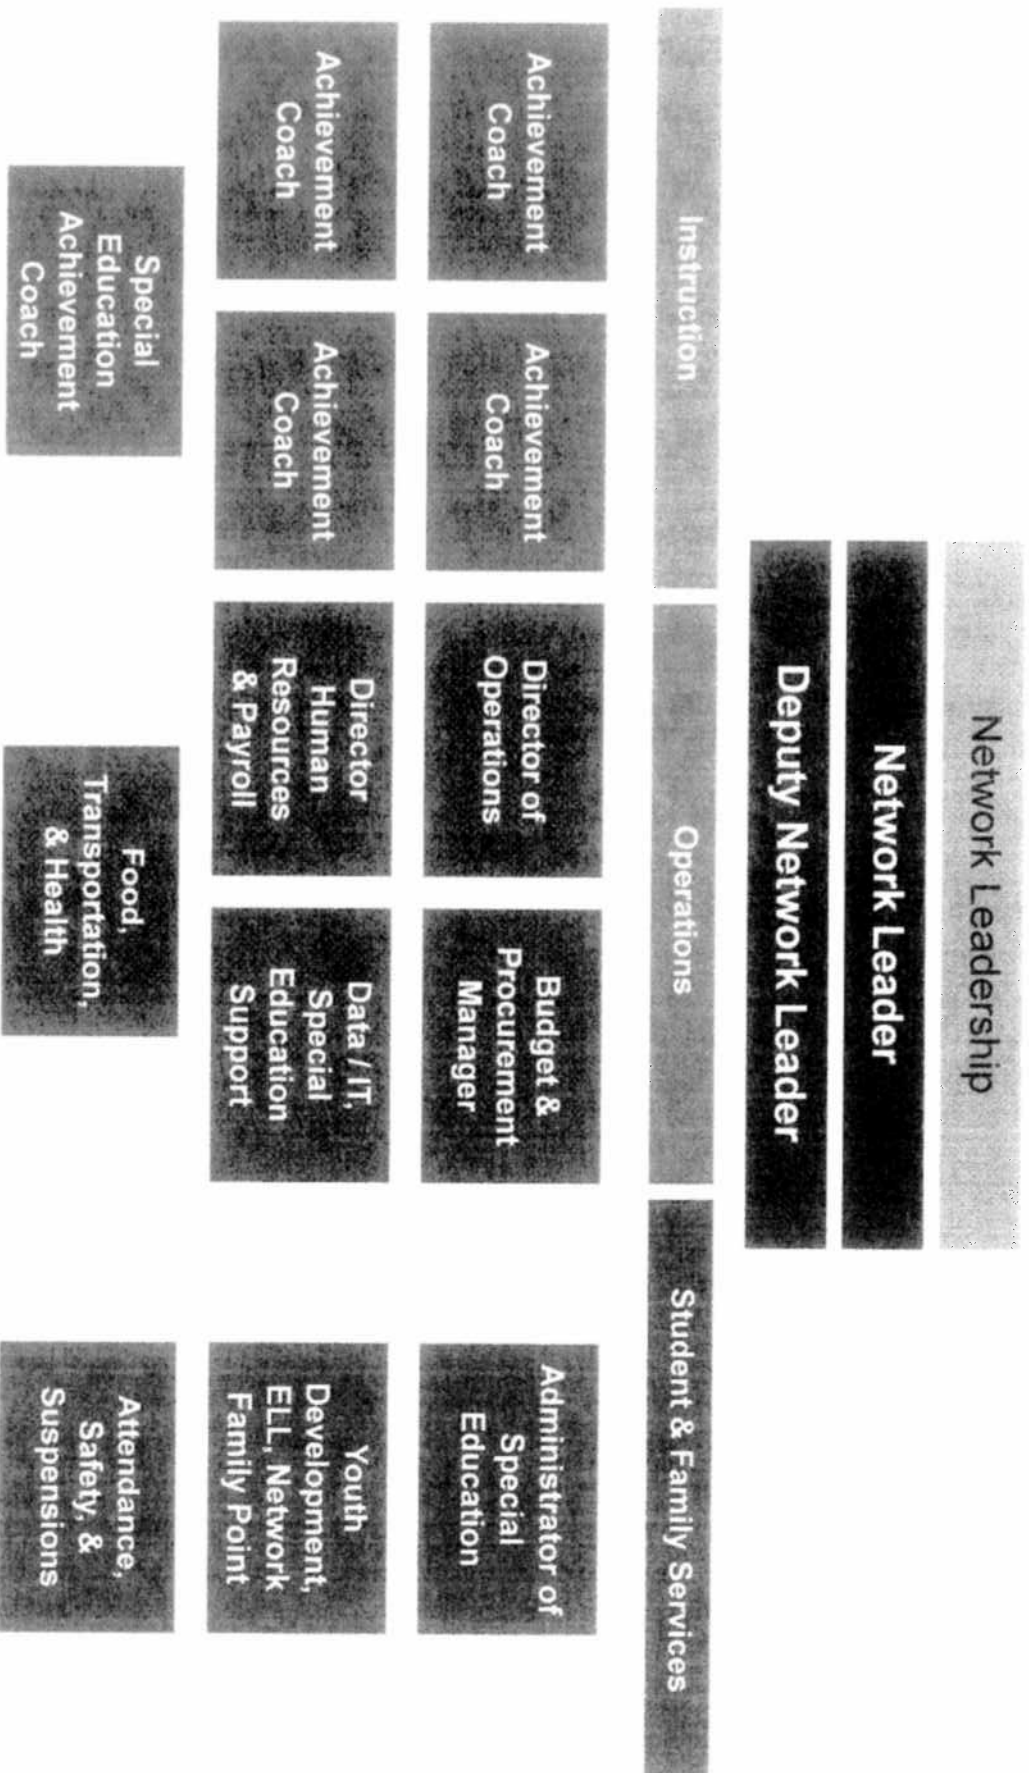 Network Leadership
Network Leader
Deputy Network Leader
Instruction
Operations
Student & Family Services
Achievement
Coach
Achievement
Coach
Director of
Operations
Budget &
Procurement
Manager
Administrator of
Special
Education
Achievement
Coach
Achievement
Coach
Director
Human
Resources
& Payroll
Data / IT,
Special
Education
Support
Youth
Development,
ELL, Network
Family Point
Special
Education
Achievement
Coach
Food,
Transportation,
& Health
Attendance,
Safety, &
Suspensions